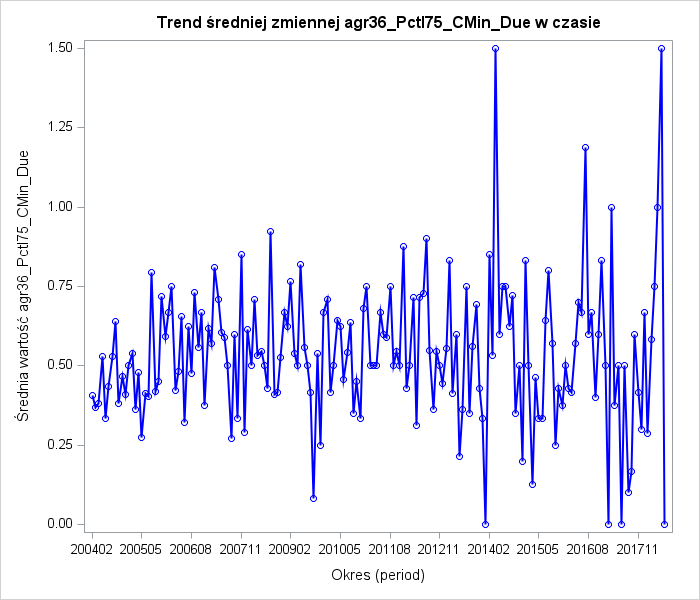 Trend średniej zmiennej agr36_Pctl75_CMin_Due w czasie
Średnia wartość agr36_Pctl75_CMin_Due
1.50
1.25
1.00
0.75
0.50
0.25
0.00
200402 200505 200608 200711 200902 201005 201108 201211 201402 201505 201608 201711
Okres (period)